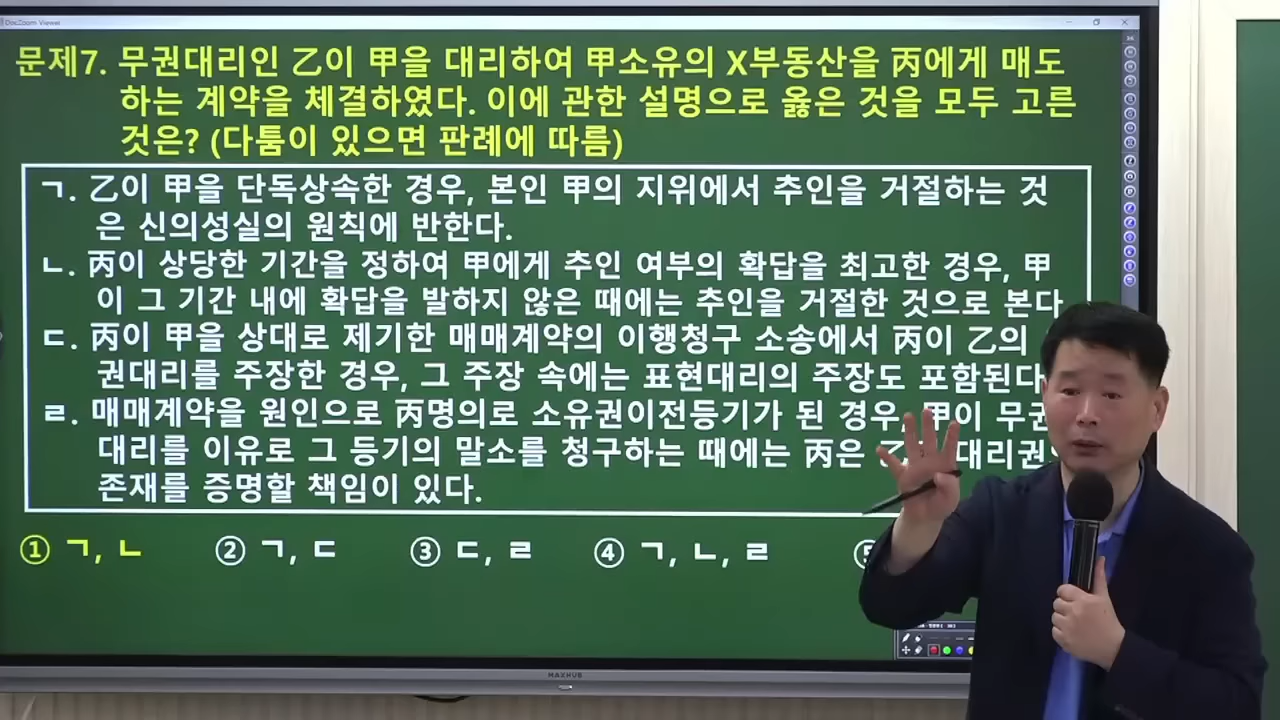 DocZoom Viewer
문제7. 무권대리인 乙이 甲을 대리하여 甲소유의 X부동산을 丙에게 매도
하는 계약을 체결하였다. 이에 관한 설명으로 옳은 것을 모두 고른
것은? (다툼이 있으면 판례에 따름)
ㄱ. 乙이 甲을 단독상속한 경우, 본인 甲의 지위에서 추인을 거절하는 것
은 신의성실의 원칙에 반한다.
ㄴ. 丙이 상당한 기간을 정하여 甲에게 추인 여부의 확답을 최고한 경우, 甲
이 그 기간 내에 확답을 발하지 않은 때에는 추인을 거절한 것으로 본다
ㄷ. 丙이 甲을 상대로 제기한 매매계약의 이행청구 소송에서 丙이 乙의
권대리를 주장한 경우, 그 주장 속에는 표현대리의 주장도 포함된다
ㄹ. 매매계약을 원인으로 丙명의로 소유권이전등기가 된 경우, 甲이 무권
대리를 이유로 그 등기의 말소를 청구하는 때에는 丙은 대리권
존재를 증명할 책임이 있다.
① ㄱ, ㄴ ② ㄱ, ㄷ ③ ㄷ, ㄹ ④ ㄱ, ㄴ, ㄹ
MAXHUB